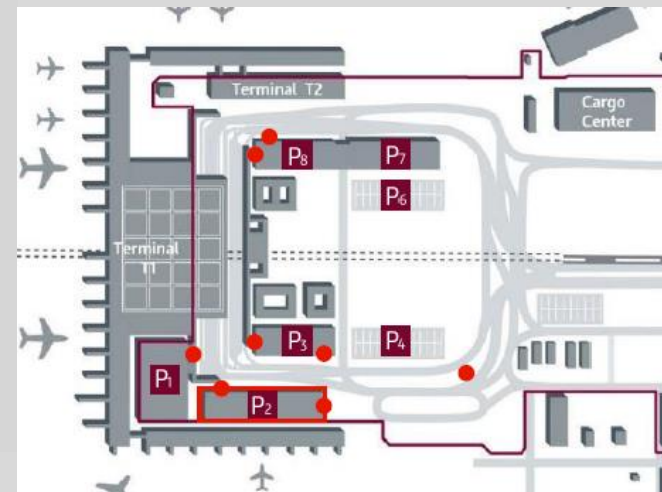 Terminal T2
Cargo
Center
P8
P7
P6
Terminal
T1
P3
P4
P1
P2